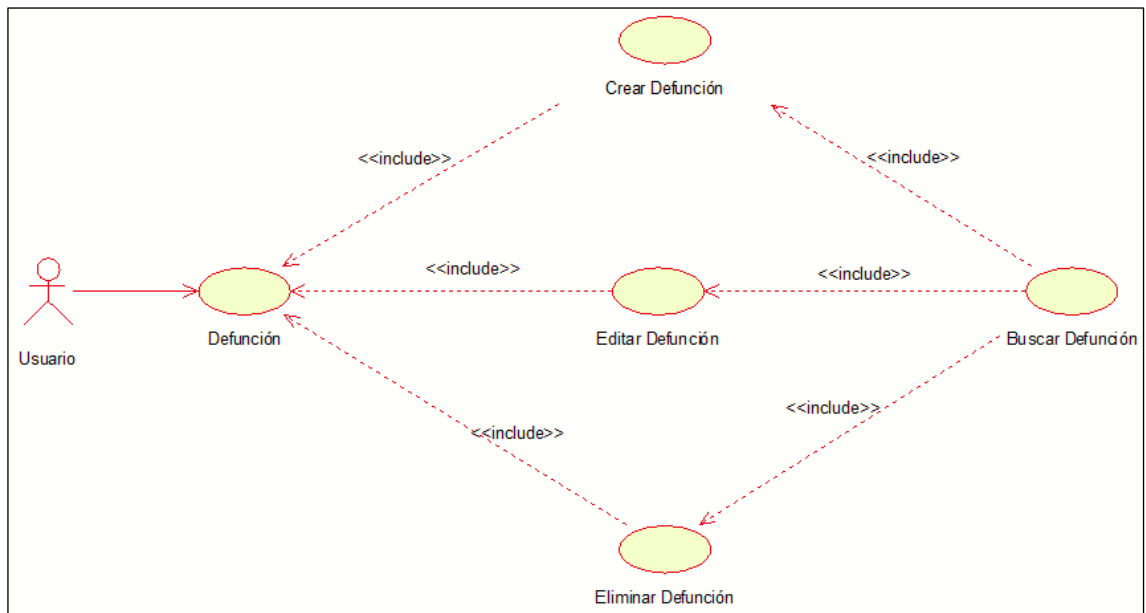 Crear Defunción
<<include>>
<<include>>
<<include>>
<<include>>
Usuario
Defunción
Editar Defunción
Buscar Defunción
<<include>>
<<include>>
Eliminar Defunción